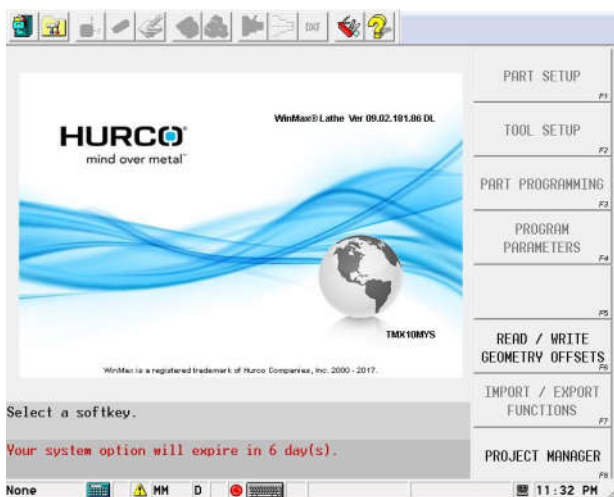 DXF
WinMax® Lathe Ver 09.02.181.86 DL
HURCO
mind over metal™
TMX10MYS
WinMax is a registered trademark of Hurco Companies, Inc. 2000 - 2017.
PART SETUP
F1
TOOL SETUP
F2
PART PROGRAMMING
F3
PROGRAM
PARAMETERS
F4
F5
READ / WRITE
GEOMETRY OFFSETS
F6
IMPORT / EXPORT
FUNCTIONS
F7
PROJECT MANAGER
F8
Select a softkey.
Your system option will expire in 6 day(s).
None
MM
D
11:32 PM